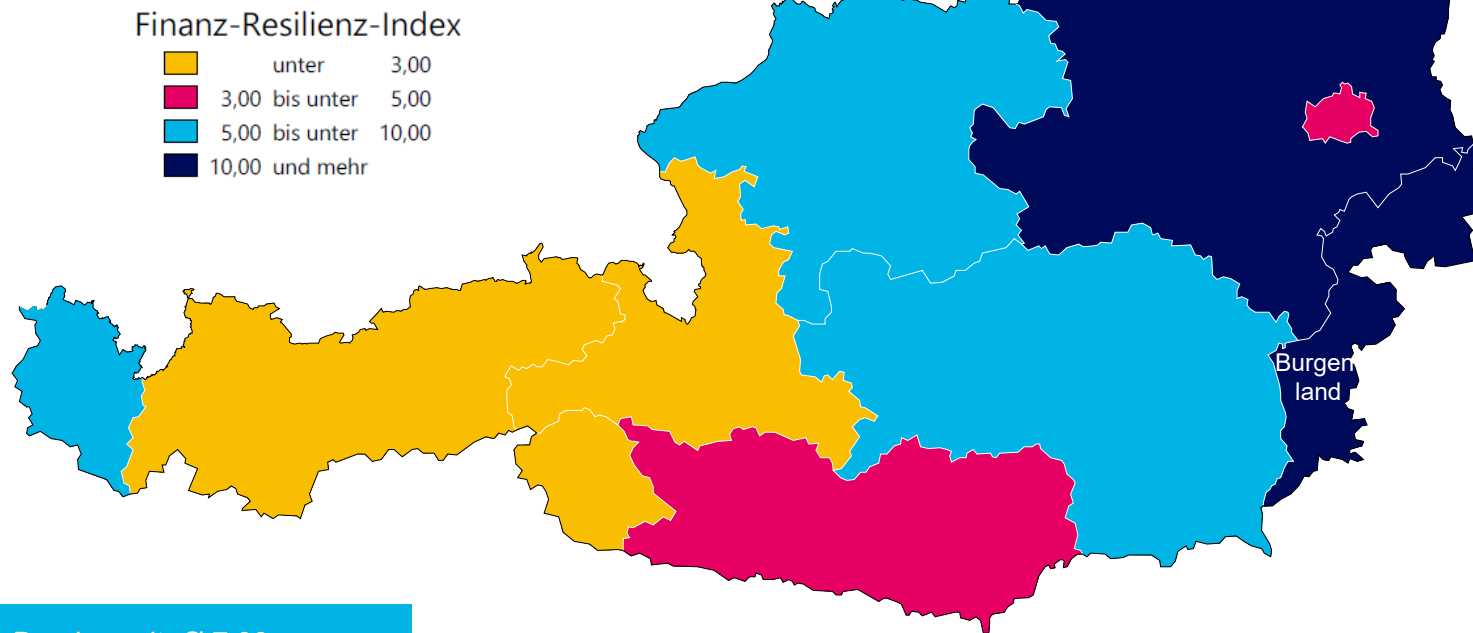 Finanz-Resilienz-Index
unter 3,00
3,00 bis unter 5,00
5,00 bis unter 10,00
10,00 und mehr
Burgen
land